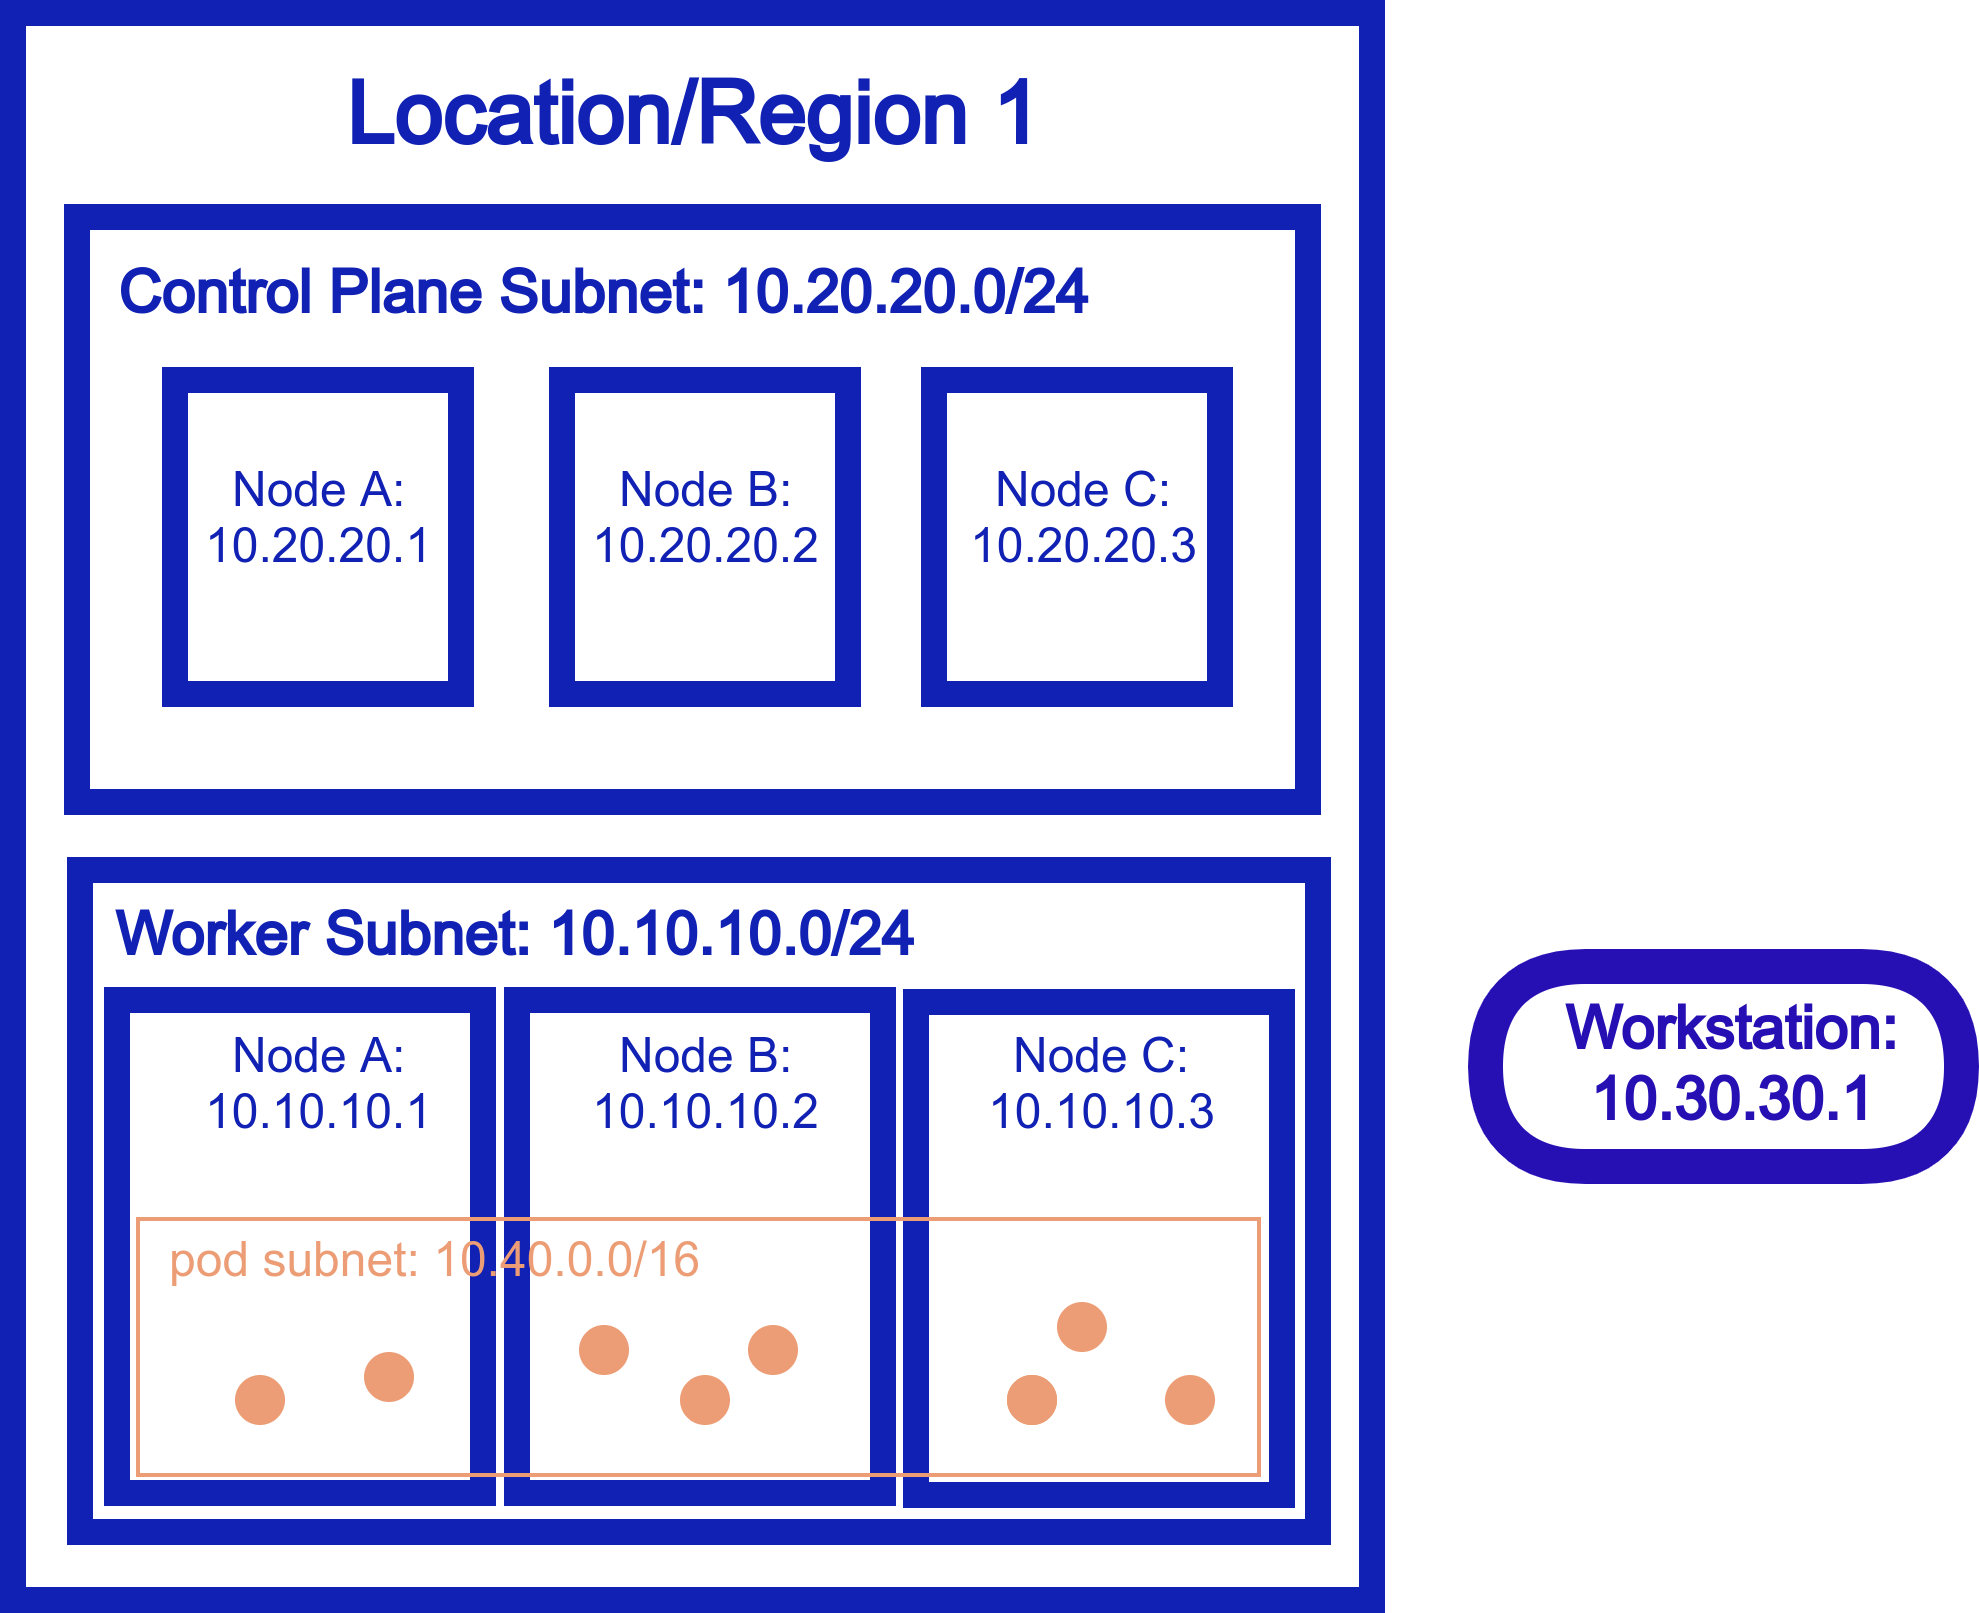 Location/Region 1
Control Plane Subnet: 10.20.20.0/24
Node A:
10.20.20.1
Node B:
10.20.20.2
Node C:
10.20.20.3
Worker Subnet: 10.10.10.0/24
Node A:
10.10.10.1
Node B:
10.10.10.2
Node C:
10.10.10.3
pod subnet: 10.40.0.0/16
Workstation:
10.30.30.1